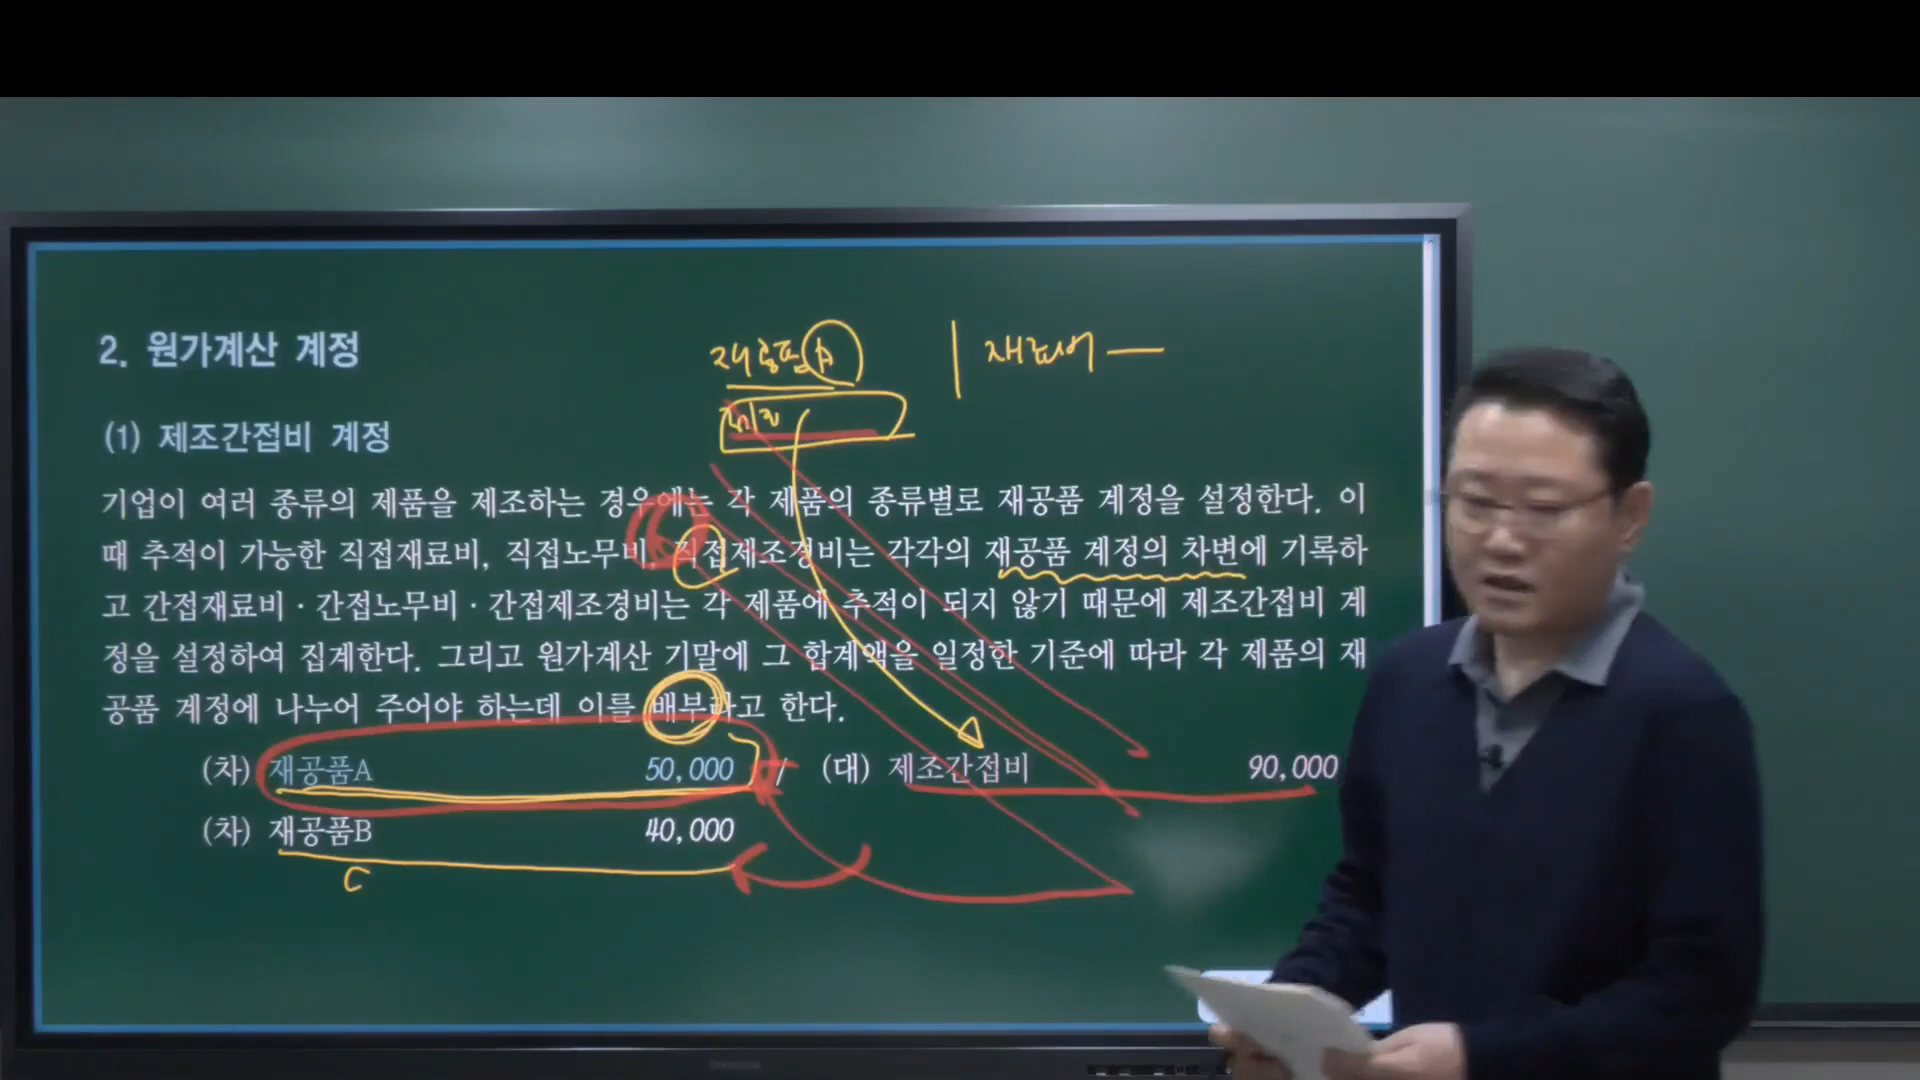 2. 원가계산 계정
재공품 A
(1) 제조간접비 계정
기업이 여러 종류의 제품을 제조하는 경우에는 각 제품의 종류별로 재공품 계정을 설정한다. 이
때 추적이 가능한 직접재료비, 직접노무비, 직접제조경비는 각각의 재공품 계정의 차변에 기록하
고 간접재료비·간접노무비·간접제조경비는 각 제품에 추적이 되지 않기 때문에 제조간접비 계
정을 설정하여 집계한다. 그리고 원가계산 기말에 그 합계액을 일정한 기준에 따라 각 제품의 재
공품 계정에 나누어 주어야 하는데 이를 배부라고 한다.
(차) 재공품A 50,000 / (대) 제조간접비 90,000
(차) 재공품B 40,000
C